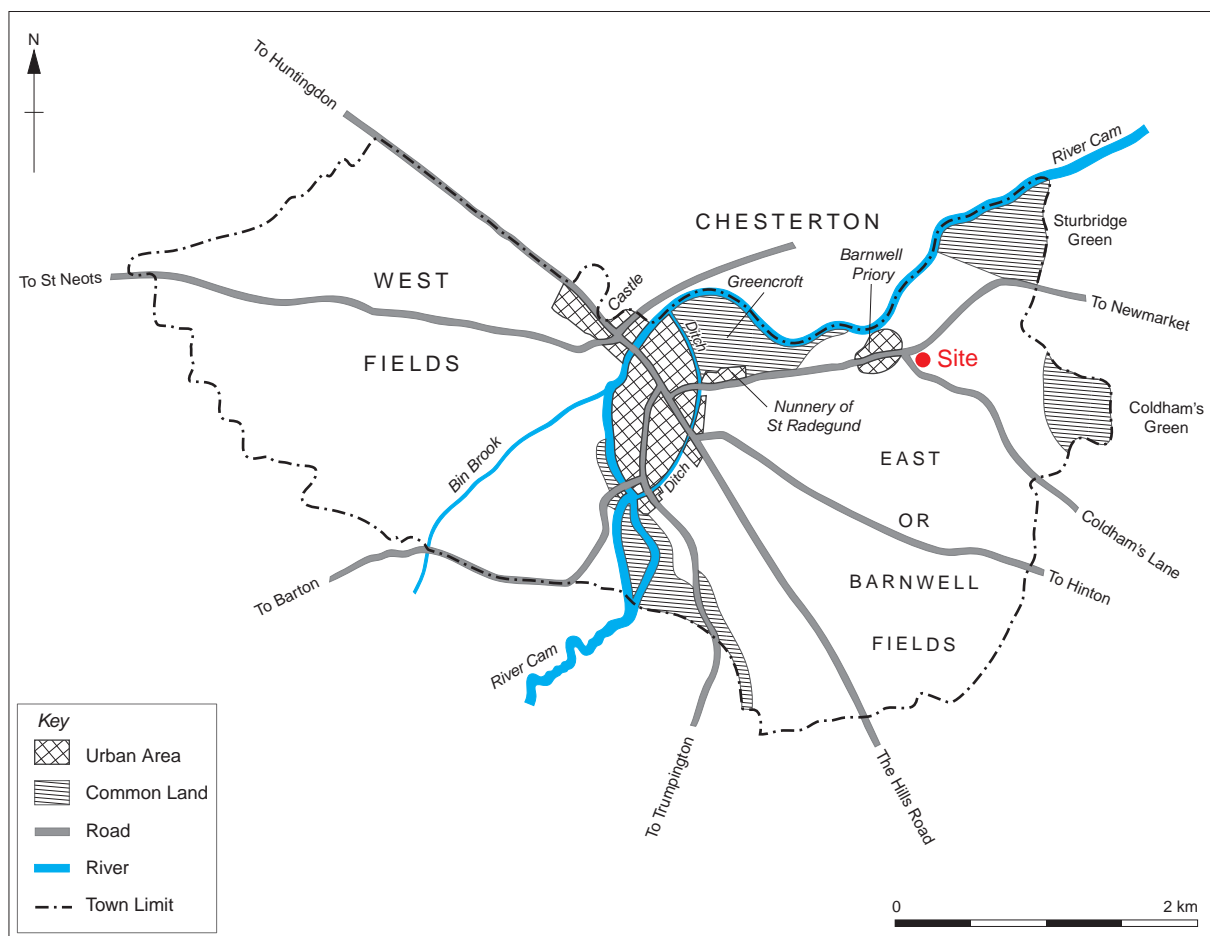 N
To Huntingdon
River Cam
CHESTERTON
Sturbridge
Green
Barnwell
Priory
To St Neots
WEST
Castle
Greencroft
To Newmarket
Ditch
Site
FIELDS
Nunnery of
St Radegund
Coldham's
Green
Bin Brook
EAST
Ditch
OR
Coldham's Lane
To Barton
BARNWELL
To Hinton
FIELDS
River Cam
To Trumpington
The Hills Road
Key
Urban Area
Common Land
Road
River
Town Limit
0
2 km